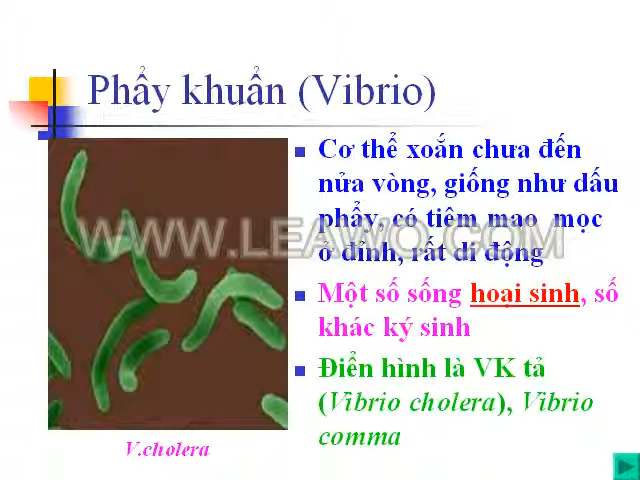 Phẩy khuẩn (Vibrio)
Cơ thể xoắn chưa đến
nửa vòng, giống như dấu
phẩy, có tiêm mao mọc
ở đỉnh, rất di động
WWW.LEAWO.COM
Một số sống hoại sinh, số
khác ký sinh
Điển hình là VK tả
(Vibrio cholera), Vibrio
comma
V.cholera